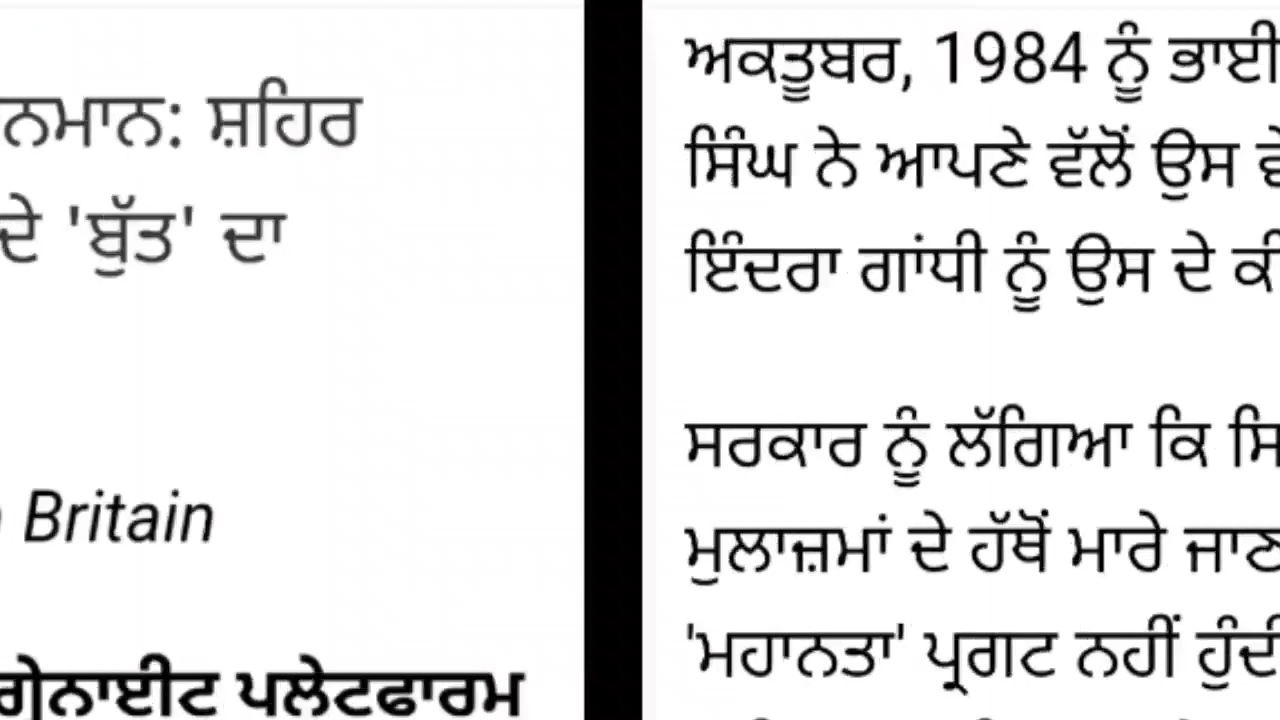 ਨਮਾਨ: ਸ਼ਹਿਰ
ਦੇ 'ਬੁੱਤ' ਦਾ
Britain
ਗ੍ਰੇਨਾਈਟ ਪਲੇਟਫਾਰਮ
ਅਕਤੂਬਰ, 1984 ਨੂੰ ਭਾਈ
ਸਿੰਘ ਨੇ ਆਪਣੇ ਵੱਲੋਂ ਉਸ
ਇੰਦਰਾ ਗਾਂਧੀ ਨੂੰ ਉਸ ਦੇ ਕੀ
ਸਰਕਾਰ ਨੂੰ ਲੱਗਿਆ ਕਿ ਸਿ
ਮੁਲਾਜ਼ਮਾਂ ਦੇ ਹੱਥੋਂ ਮਾਰੇ ਜਾਣ
'ਮਹਾਨਤਾ' ਪ੍ਰਗਟ ਨਹੀਂ ਹੁੰਦੀ